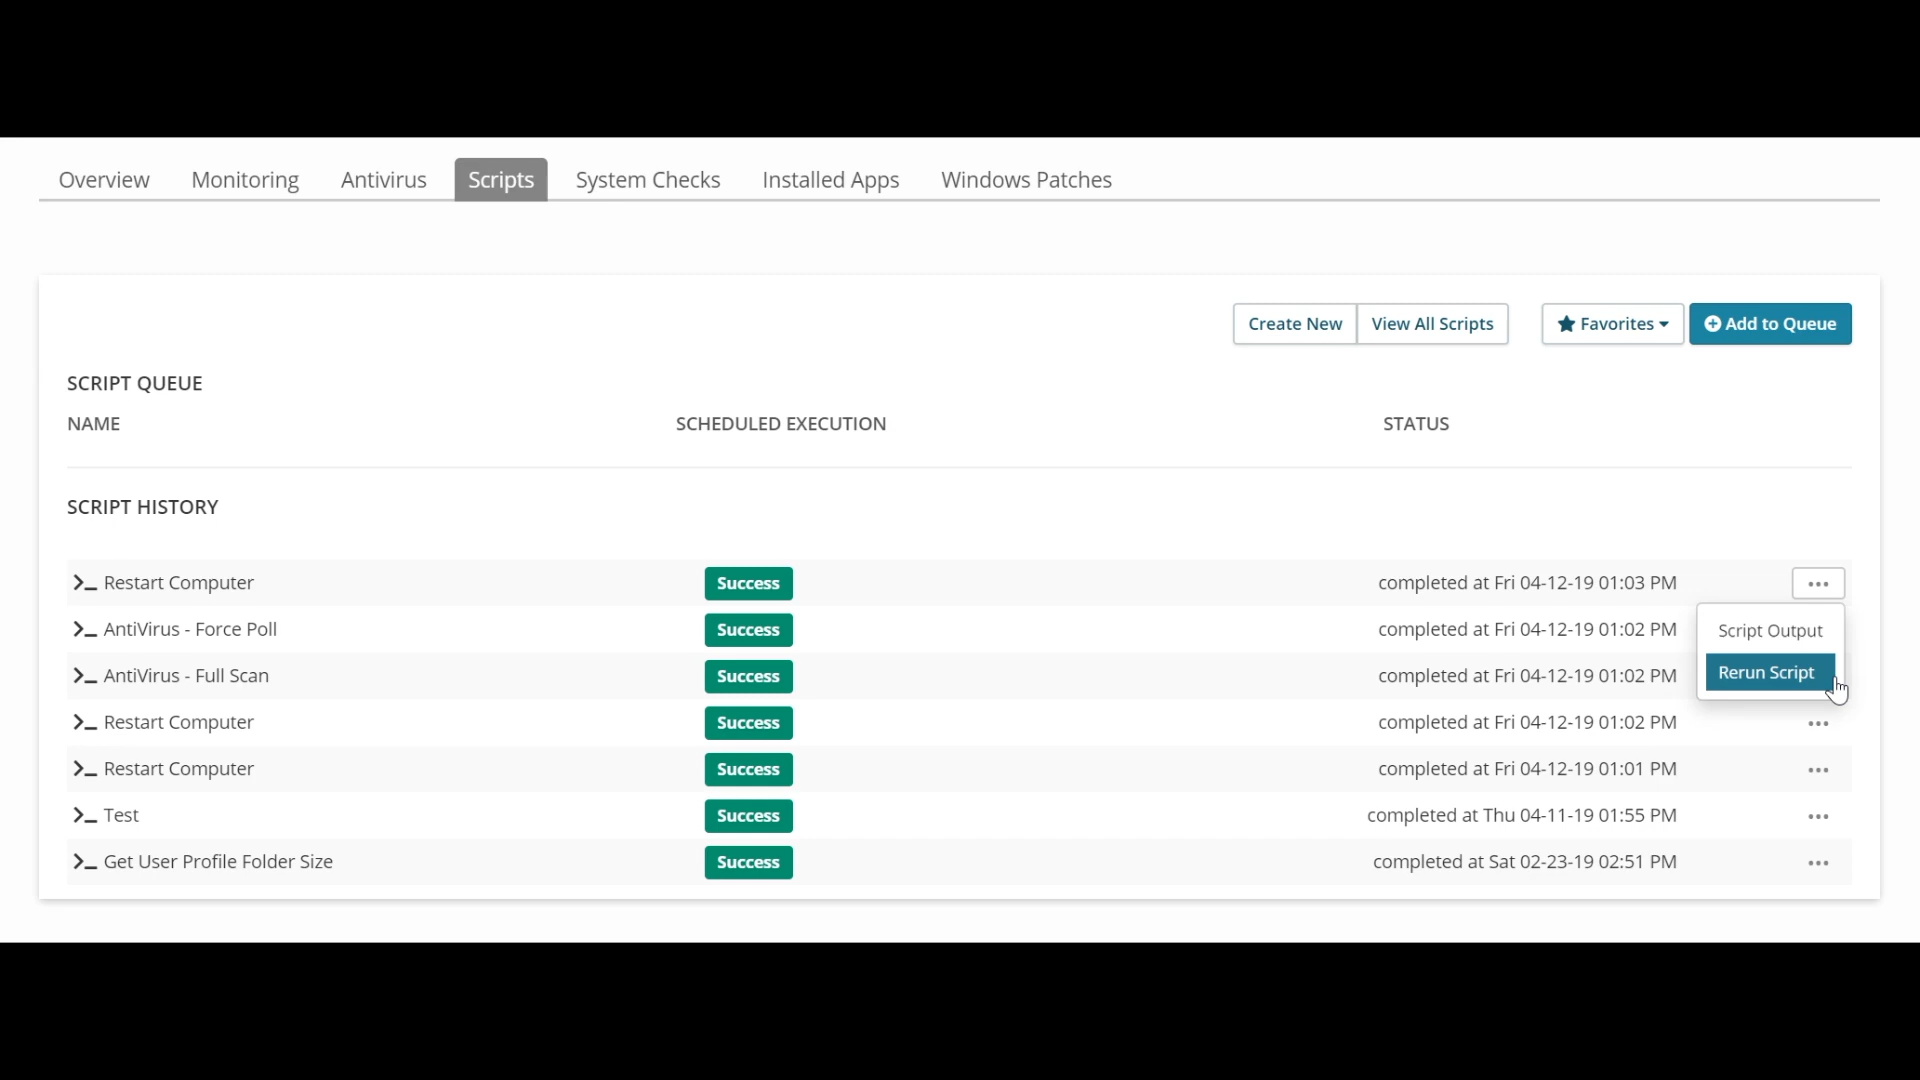 Overview Monitoring Antivirus Scripts System Checks Installed Apps Windows Patches
Create New View All Scripts Favorites Add to Queue
SCRIPT QUEUE
NAME SCHEDULED EXECUTION STATUS
SCRIPT HISTORY
Restart Computer Success completed at Fri 04-12-19 01:03 PM
AntiVirus - Force Poll Success completed at Fri 04-12-19 01:02 PM Script Output
AntiVirus - Full Scan Success completed at Fri 04-12-19 01:02 PM Rerun Script
Restart Computer Success completed at Fri 04-12-19 01:02 PM
Restart Computer Success completed at Fri 04-12-19 01:01 PM
Test Success completed at Thu 04-11-19 01:55 PM
Get User Profile Folder Size Success completed at Sat 02-23-19 02:51 PM